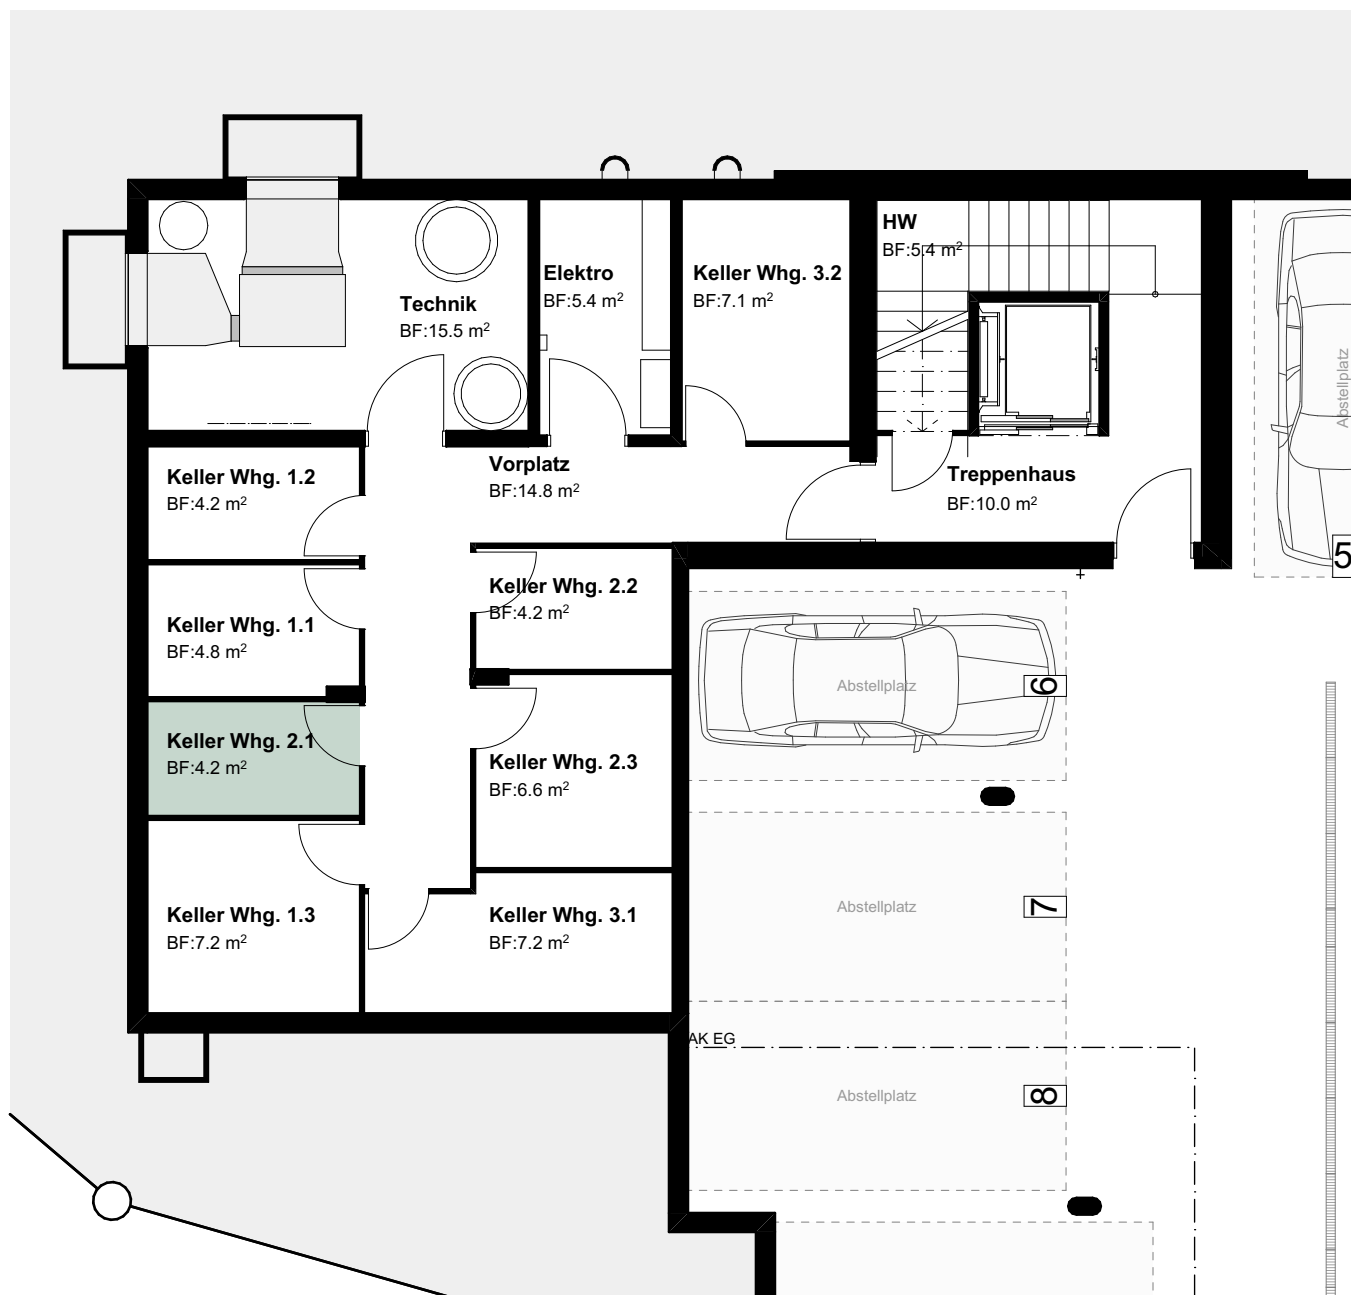 HW
BF:5.4 m²
Elektro
BF:5.4 m²
Keller Whg. 3.2
BF:7.1 m²
Technik
BF:15.5 m²
Abstellplatz
5
Vorplatz
BF:14.8 m²
Treppenhaus
BF:10.0 m²
Keller Whg. 1.2
BF:4.2 m²
Keller Whg. 2.2
BF:4.2 m²
Keller Whg. 1.1
BF:4.8 m²
Abstellplatz
6
Keller Whg. 2.1
BF:4.2 m²
Keller Whg. 2.3
BF:6.6 m²
Keller Whg. 1.3
BF:7.2 m²
Keller Whg. 3.1
BF:7.2 m²
Abstellplatz
7
AK EG
Abstellplatz
8